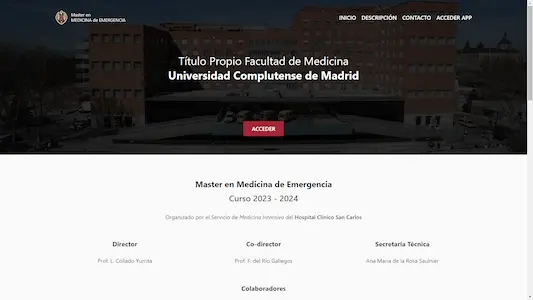 Master en
MEDICINA de EMERGENCIA
INICIO DESCRIPCIÓN CONTACTO ACCEDER APP
Título Propio Facultad de Medicina
Universidad Complutense de Madrid
ACCEDER
Master en Medicina de Emergencia
Curso 2023 - 2024
Organizado por el Servicio de Medicina Intensiva del Hospital Clínico San Carlos
Director
Co-director
Secretaría Técnica
Prof. L. Collado Yurrita
Prof. F. del Río Gallegos
Ana María de la Rosa Saulnier
Colaboradores